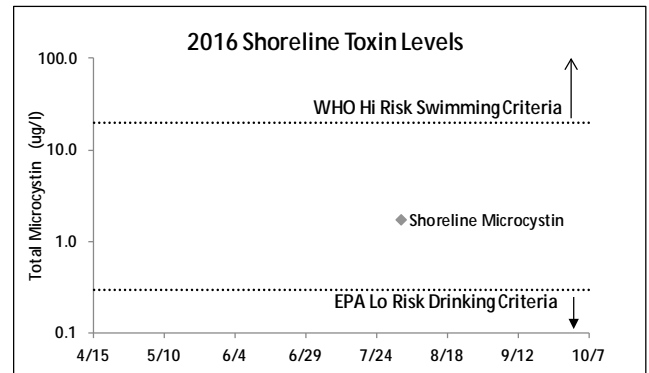 2016 Shoreline Toxin Levels
Total Microcystin (ug/l)
100.0
10.0
1.0
0.1
WHO Hi Risk Swimming Criteria
Shoreline Microcystin
EPA Lo Risk Drinking Criteria
4/15 5/10 6/4 6/29 7/24 8/18 9/12 10/7